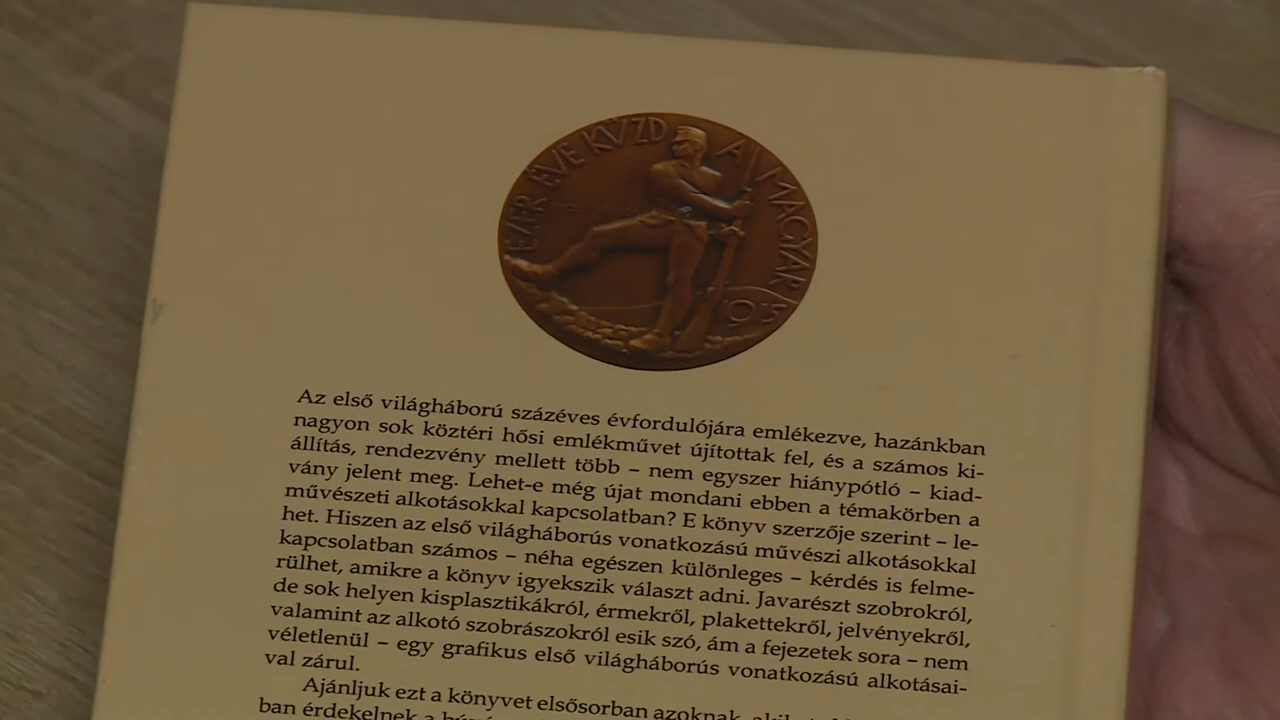 EZER ÉVE KÜZD A MAGYAR
1915
Az első világháború százéves évfordulójára emlékezve, hazánkban
nagyon sok köztéri hősi emlékművet újítottak fel, és a számos ki-
állítás, rendezvény mellett több – nem egyszer hiánypótló – kiad-
vány jelent meg. Lehet-e még újat mondani ebben a témakörben a
művészeti alkotásokkal kapcsolatban? E könyv szerzője szerint – le-
het. Hiszen az első világháborús vonatkozású művészi alkotásokkal
kapcsolatban számos – néha egészen különleges – kérdés is felme-
rülhet, amikre a könyv igyekszik választ adni. Javarészt szobrokról,
de sok helyen kisplasztikákról, érmekről, plakettekről, jelvényekről,
valamint az alkotó szobrászokról esik szó, ám a fejezetek sora – nem
véletlenül – egy grafikus első világháborús vonatkozású alkotásai-
val zárul.
Ajánljuk ezt a könyvet elsősorban azoknak,
ban érdekelnek a